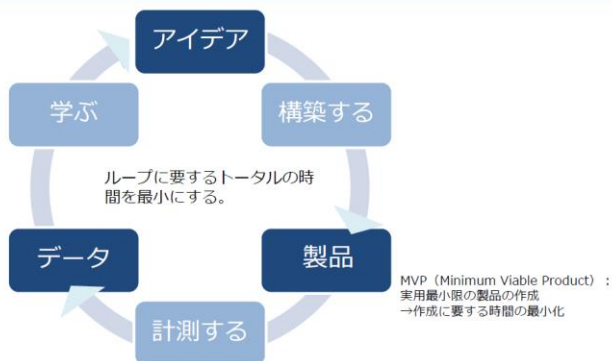 アイデア
学ぶ
構築する
ループに要するトータルの時
間を最小にする。
データ
製品
計測する
MVP（Minimum Viable Product）：
実用最小限の製品の作成
→作成に要する時間の最小化